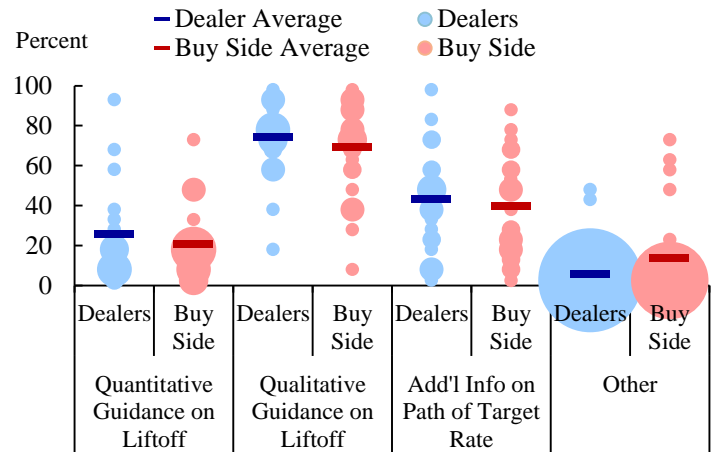 Dealer Average
Dealers
Percent
Buy Side Average
Buy Side
100
80
60
40
20
0
Dealers
Buy
Side
Dealers
Buy
Side
Dealers
Buy
Side
Dealers
Buy
Side
Quantitative
Guidance on
Liftoff
Qualitative
Guidance on
Liftoff
Add'l Info on
Path of Target
Rate
Other